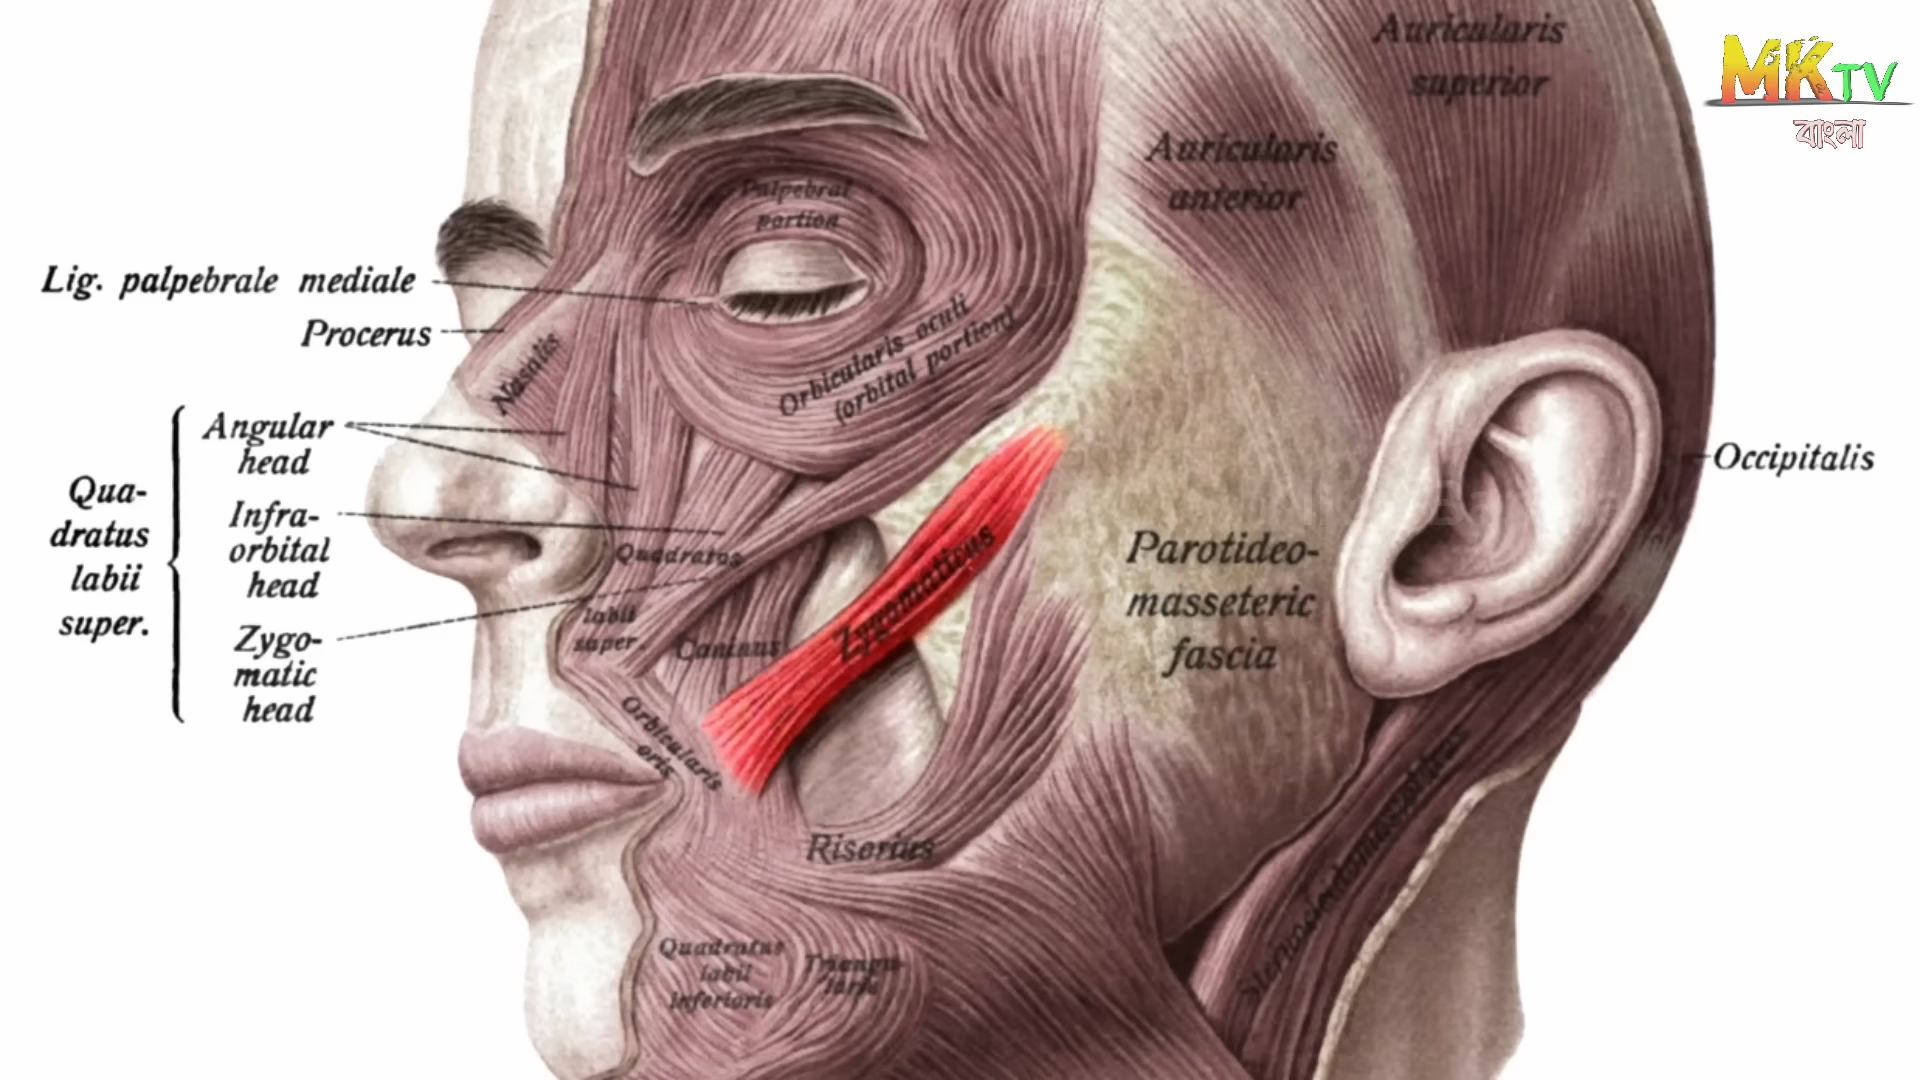 Auricularis
superior
MKTV
বাংলা
Auricularis
anterior
Palpebral
portion
Lig. palpebrale mediale
Procerus
Nasalis
Orbicularis oculi
(orbital portion)
Angular
head
Qua-
dratus
labii
super.
Infra-
orbital
head
Zygo-
matic
head
Occipitalis
Quadratus
labii
super.
Caninus
Zygomaticus
Parotideo-
masseteric
fascia
Orbicularis
oris
Risorius
Sternocleidomastoideus
Quadratus
labii
inferioris
Triangu-
laris